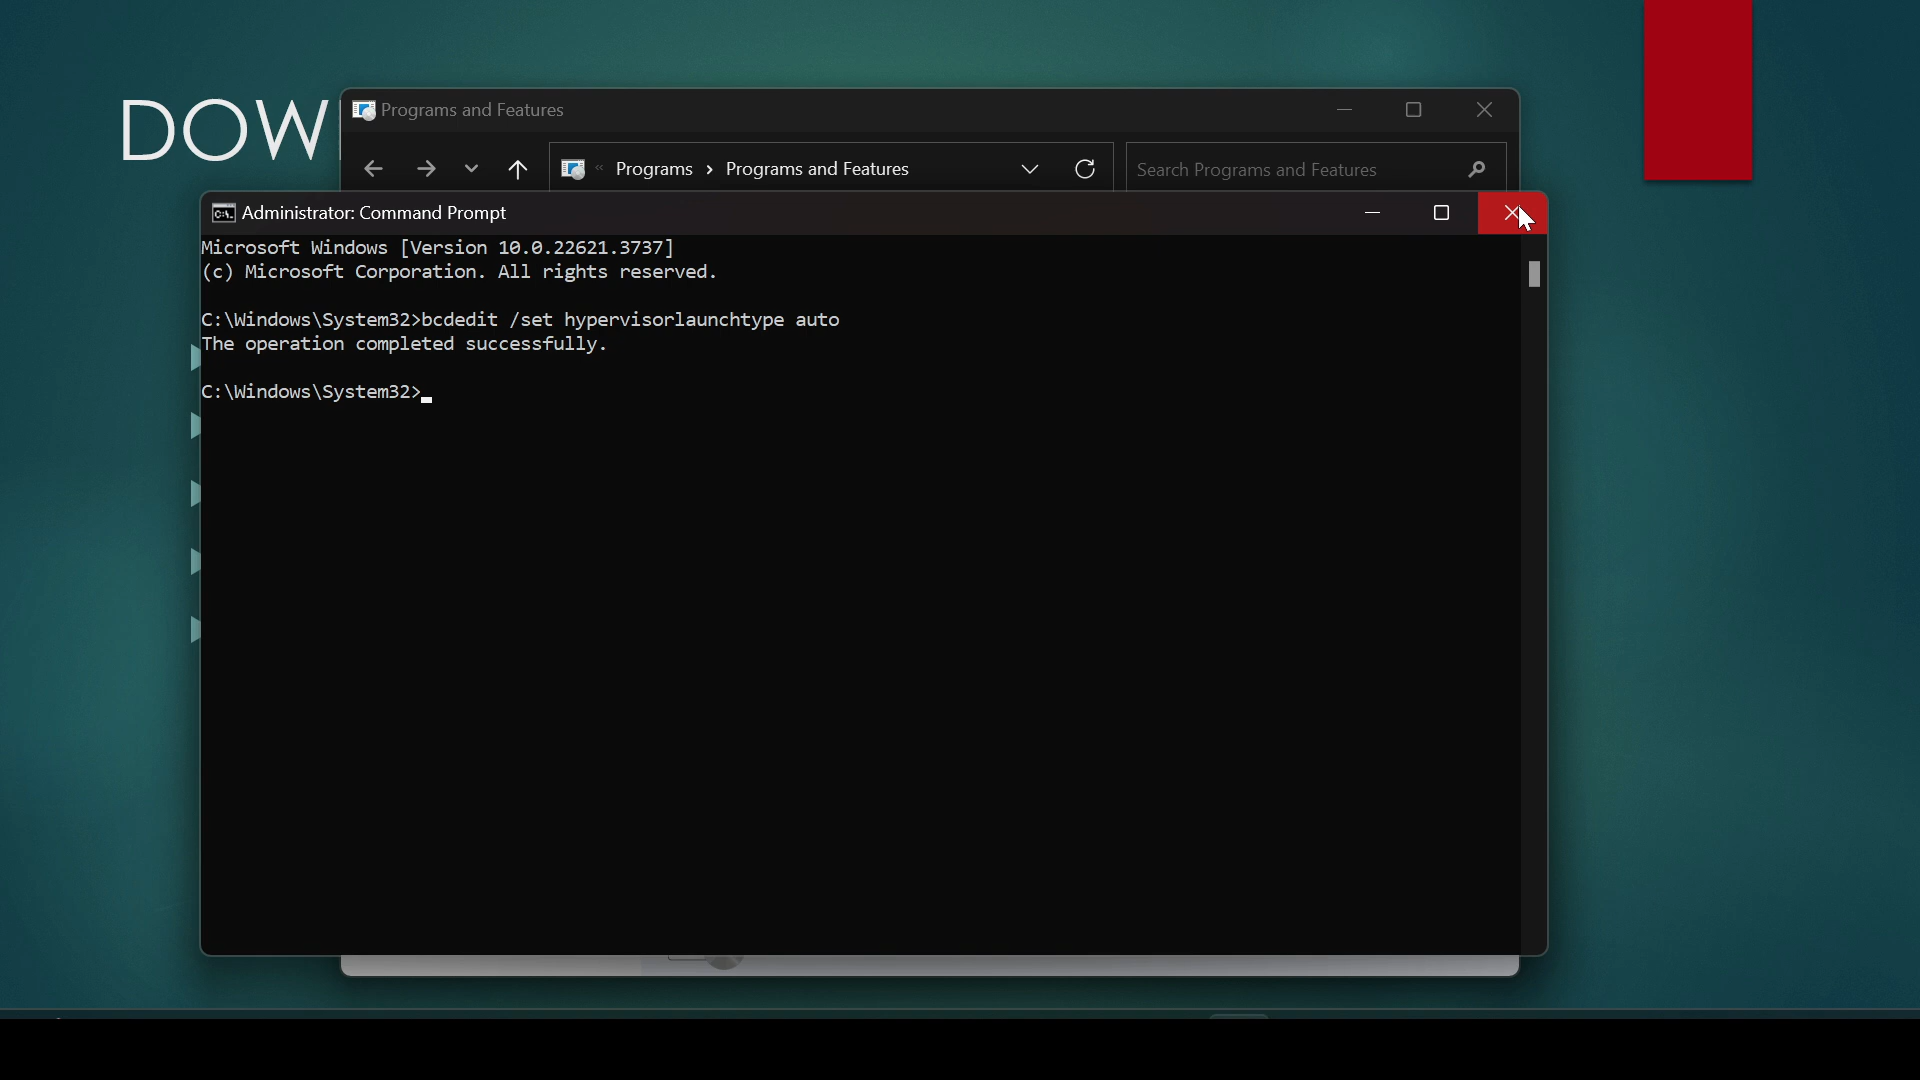 DOW
Programs and Features
« Programs › Programs and Features
Search Programs and Features
Administrator: Command Prompt
Microsoft Windows [Version 10.0.22621.3737]
(c) Microsoft Corporation. All rights reserved.
C:\Windows\System32>bcdedit /set hypervisorlaunchtype auto
The operation completed successfully.
C:\Windows\System32>